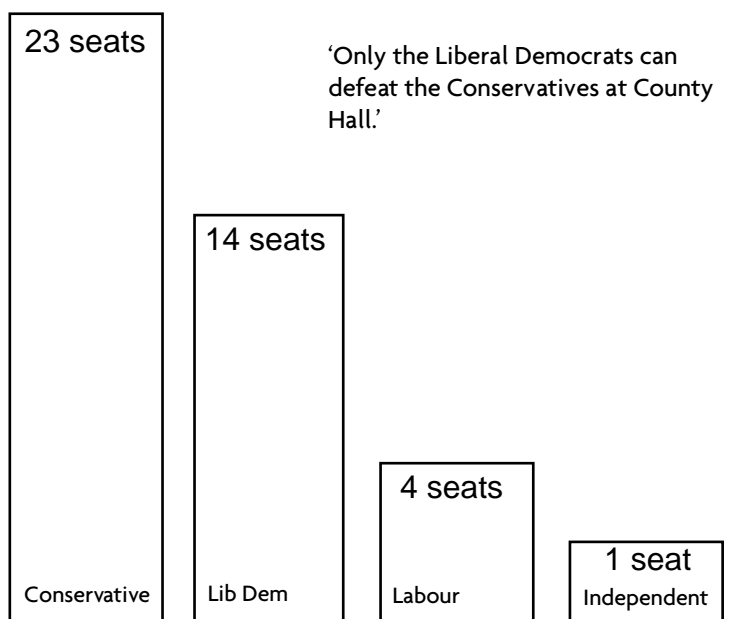 23 seats
‘Only the Liberal Democrats can
defeat the Conservatives at County
Hall.’
14 seats
4 seats
1 seat
Conservative
Lib Dem
Labour
Independent